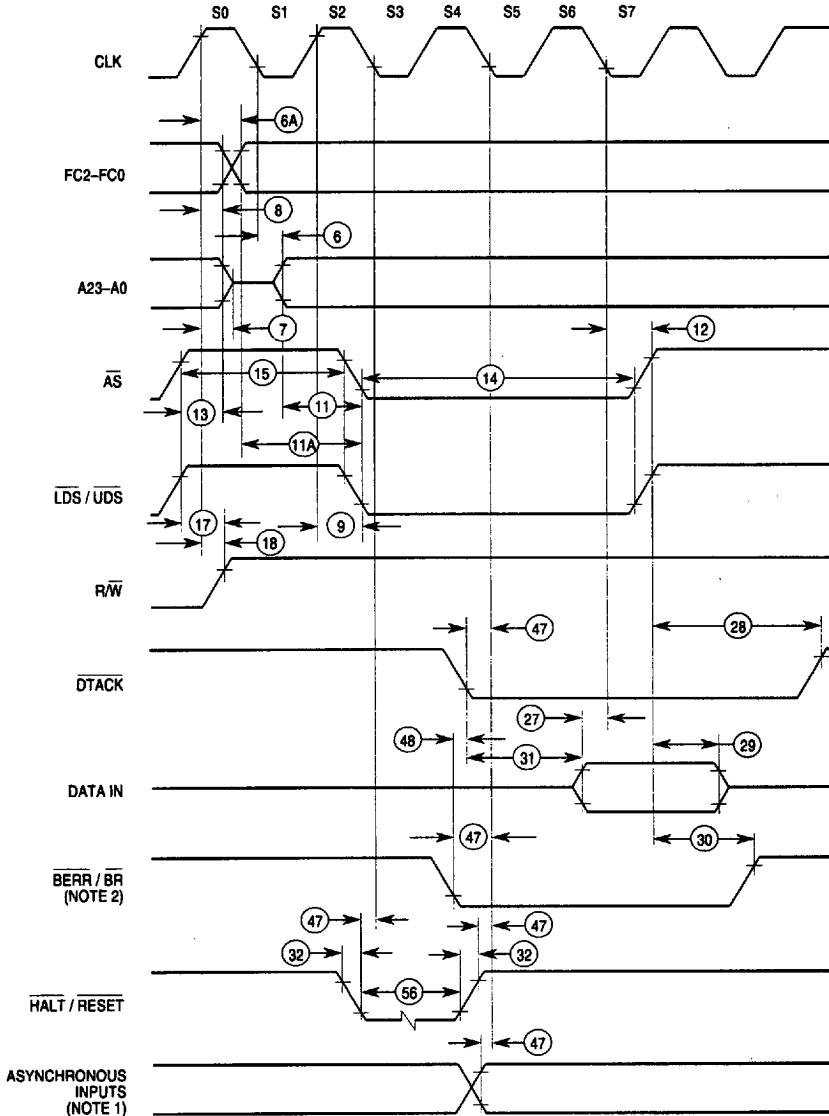 S0 S1 S2 S3 S4 S5 S6 S7
CLK
6A
FC2–FC0
8
6
A23–A0
7
12
AS
15
14
13
11
11A
LDS / UDS
17
9
18
R/W
47
28
DTACK
27
48
31
29
DATA IN
47
30
BERR / BR
(NOTE 2)
47
47
32
32
56
HALT / RESET
47
ASYNCHRONOUS
INPUTS
(NOTE 1)